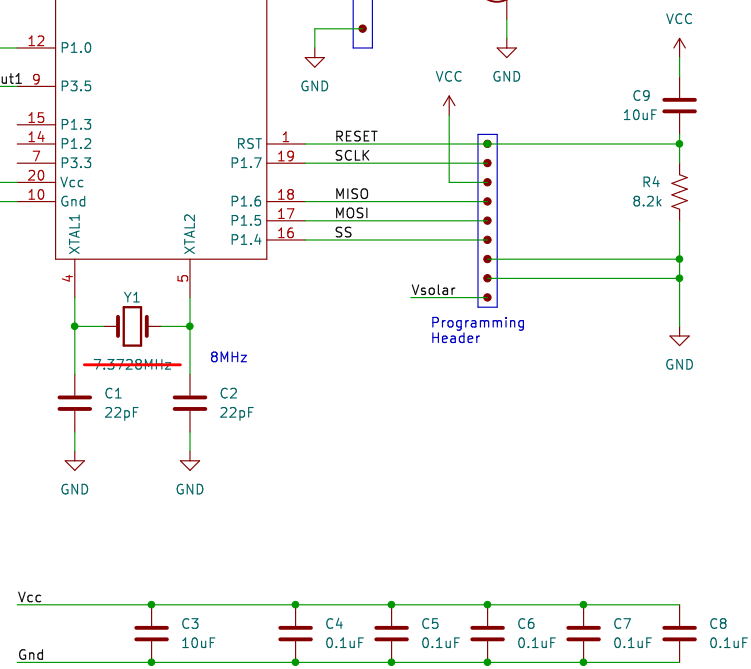 VCC
12 P1.0
GND
GND
VCC
ut1 9 P3.5
C9
10uF
15 P1.3
14 P1.2
7 P3.3
20 Vcc
10 Gnd
RST 1 RESET
P1.7 19 SCLK
P1.6 18 MISO
P1.5 17 MOSI
P1.4 16 SS
R4
8.2k
XTAL1
XTAL2
4
5
Y1
7.3728MHz
8MHz
Vsolar
Programming
Header
GND
C1
22pF
C2
22pF
GND
GND
Vcc
C3
10uF
C4
0.1uF
C5
0.1uF
C6
0.1uF
C7
0.1uF
C8
0.1uF
Gnd